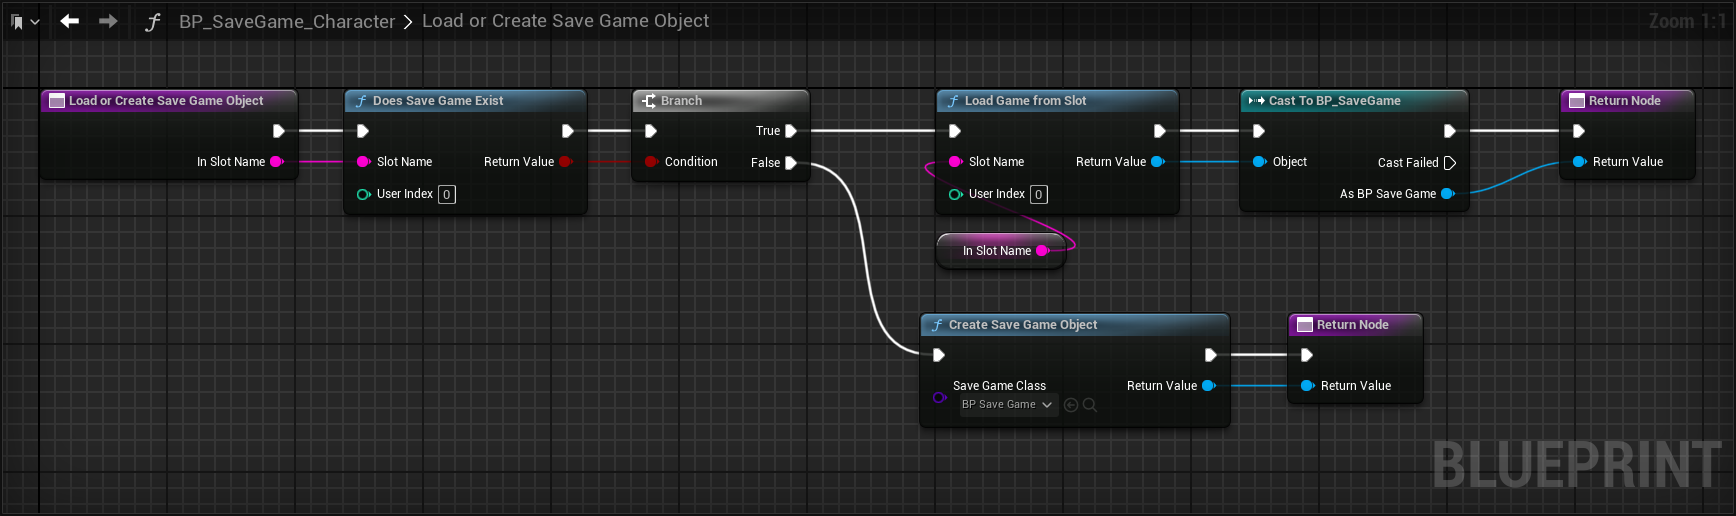 BP_SaveGame_Character > Load or Create Save Game Object
Zoom 1:1
Load or Create Save Game Object
In Slot Name
Does Save Game Exist
Slot Name
Return Value
User Index 0
Branch
True
Condition
False
Load Game from Slot
Slot Name
Return Value
User Index 0
In Slot Name
Cast To BP_SaveGame
Object
Cast Failed
As BP Save Game
Return Node
Return Value
Create Save Game Object
Save Game Class
Return Value
BP Save Game
Return Node
Return Value
BLUEPRINT